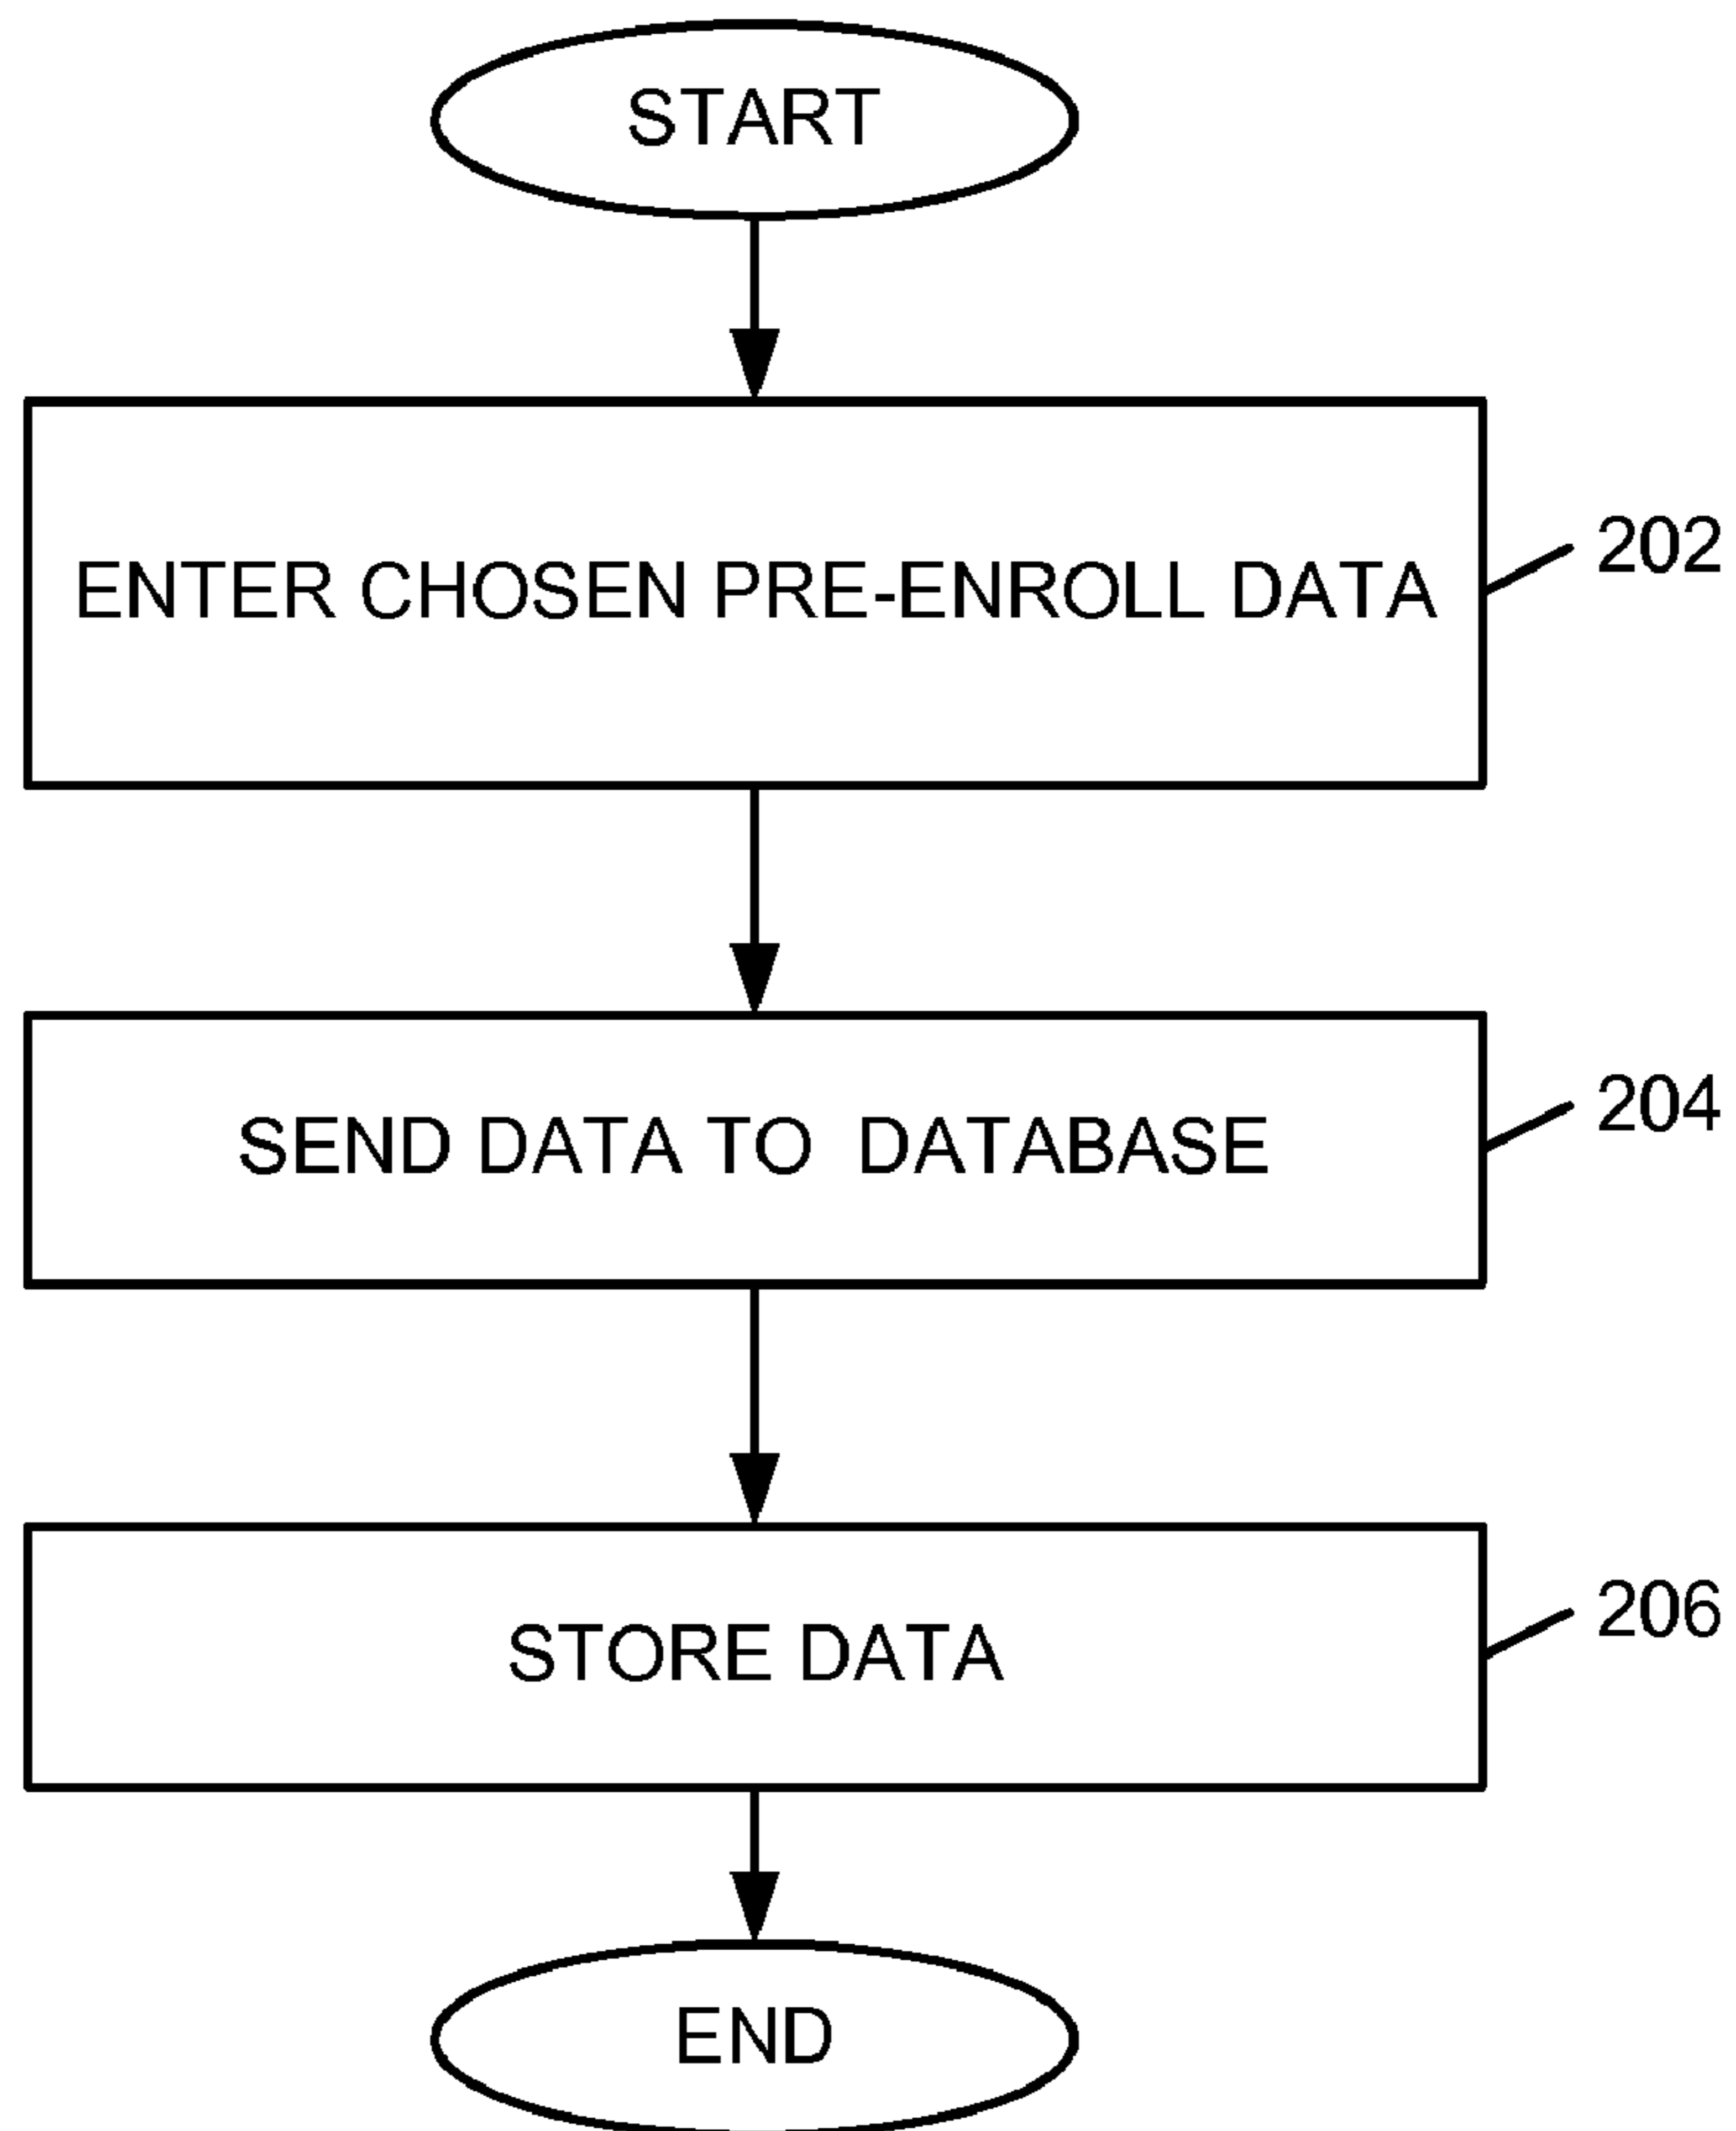 START
ENTER CHOSEN PRE-ENROLL DATA
202
SEND DATA TO DATABASE
204
STORE DATA
206
END